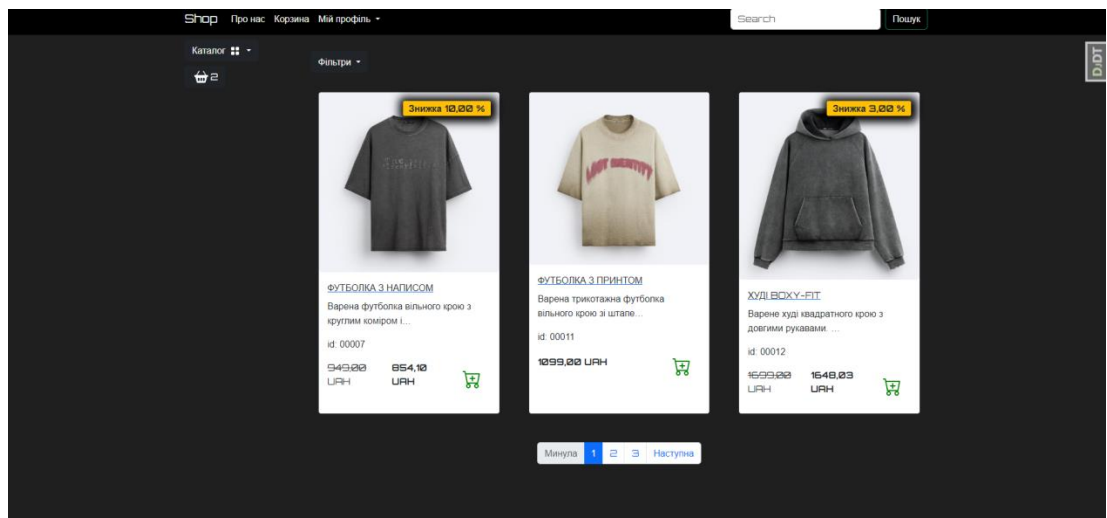 Shop Про нас Корзина Мій профіль Search Пошук
Каталог
2
Фільтри
DJDT
Знижка 10,00 %
ФУТБОЛКА З НАПИСОМ
Варена футболка вільного крою з
круглим коміром і...
id: 00007
949,00 UAH
854,10 UAH
LOST IDENTITY
ФУТБОЛКА З ПРИНТОМ
Варена трикотажна футболка
вільного крою зі штапе...
id: 00011
1099,00 UAH
Знижка 3,00 %
ХУДІ BOXY-FIT
Варене худі квадратного крою з
довгими рукавами. ...
id: 00012
1699,00 UAH
1648,03 UAH
Минула 1 2 3 Наступна